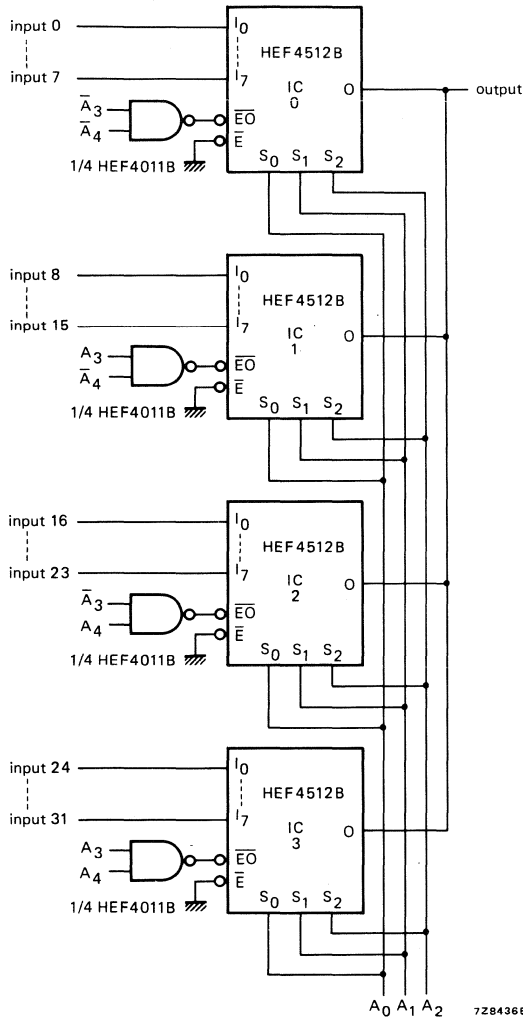 input 0
I0
HEF4512B
input 7
I7
IC
0
O
output
A̅3
A̅4
E̅O̅
E̅
1/4 HEF4011B
S0 S1 S2
input 8
I0
HEF4512B
input 15
I7
IC
1
O
A3
A̅4
E̅O̅
E̅
1/4 HEF4011B
S0 S1 S2
input 16
I0
HEF4512B
input 23
I7
IC
2
O
A̅3
A4
E̅O̅
E̅
1/4 HEF4011B
S0 S1 S2
input 24
I0
HEF4512B
input 31
I7
IC
3
O
A3
A4
E̅O̅
E̅
1/4 HEF4011B
S0 S1 S2
A0 A1 A2